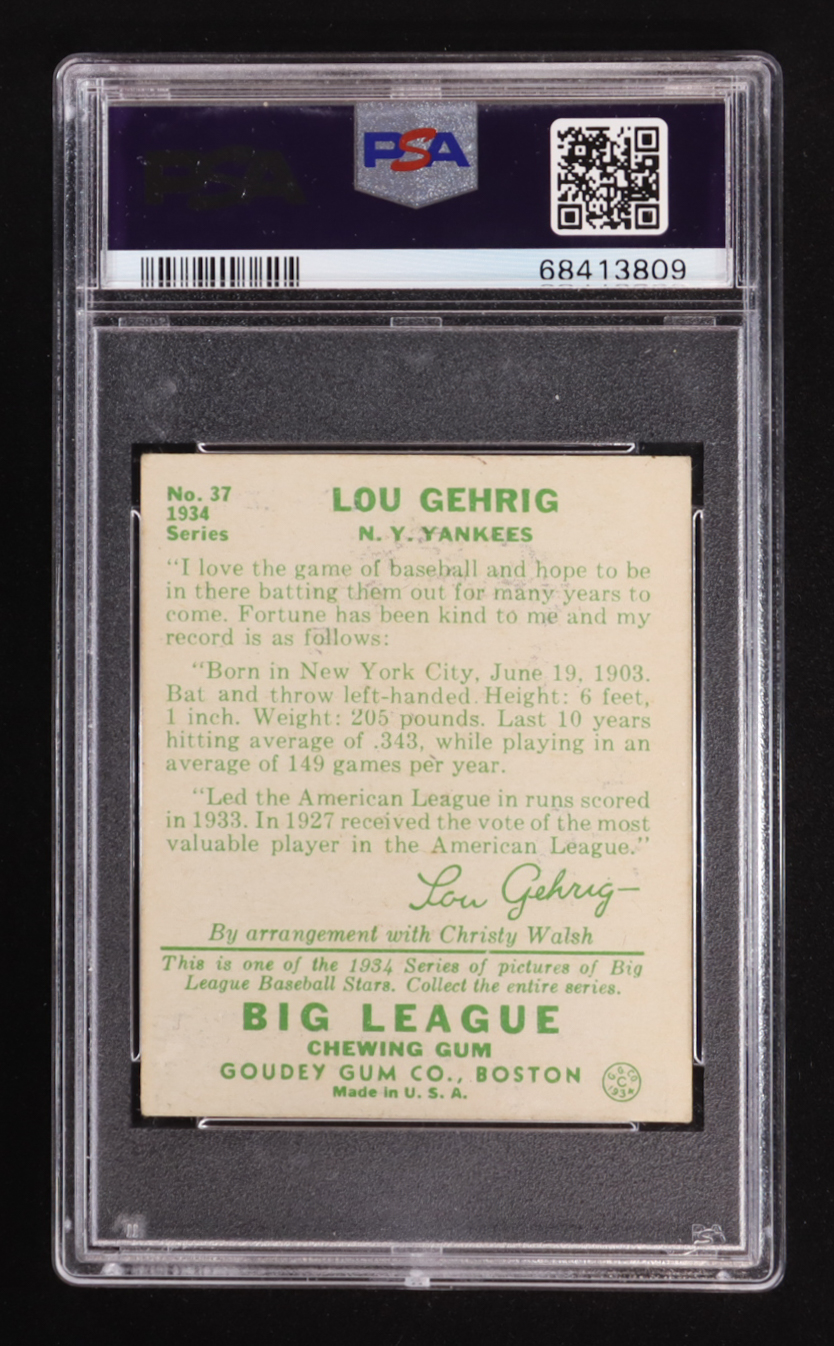 PSA
PSA
68413809
No. 37
1934
Series
LOU GEHRIG
N. Y. YANKEES
"I love the game of baseball and hope to be
in there batting them out for many years to
come. Fortune has been kind to me and my
record is as follows:
"Born in New York City, June 19, 1903.
Bat and throw left-handed. Height: 6 feet,
1 inch. Weight: 205 pounds. Last 10 years
hitting average of .343, while playing in an
average of 149 games per year.
"Led the American League in runs scored
in 1933. In 1927 received the vote of the most
valuable player in the American League."
Lou Gehrig
By arrangement with Christy Walsh
This is one of the 1934 Series of pictures of Big
League Baseball Stars. Collect the entire series.
BIG LEAGUE
CHEWING GUM
GOUDEY GUM CO., BOSTON
Made in U. S. A.
G. G. CO.
C
1934
PSA